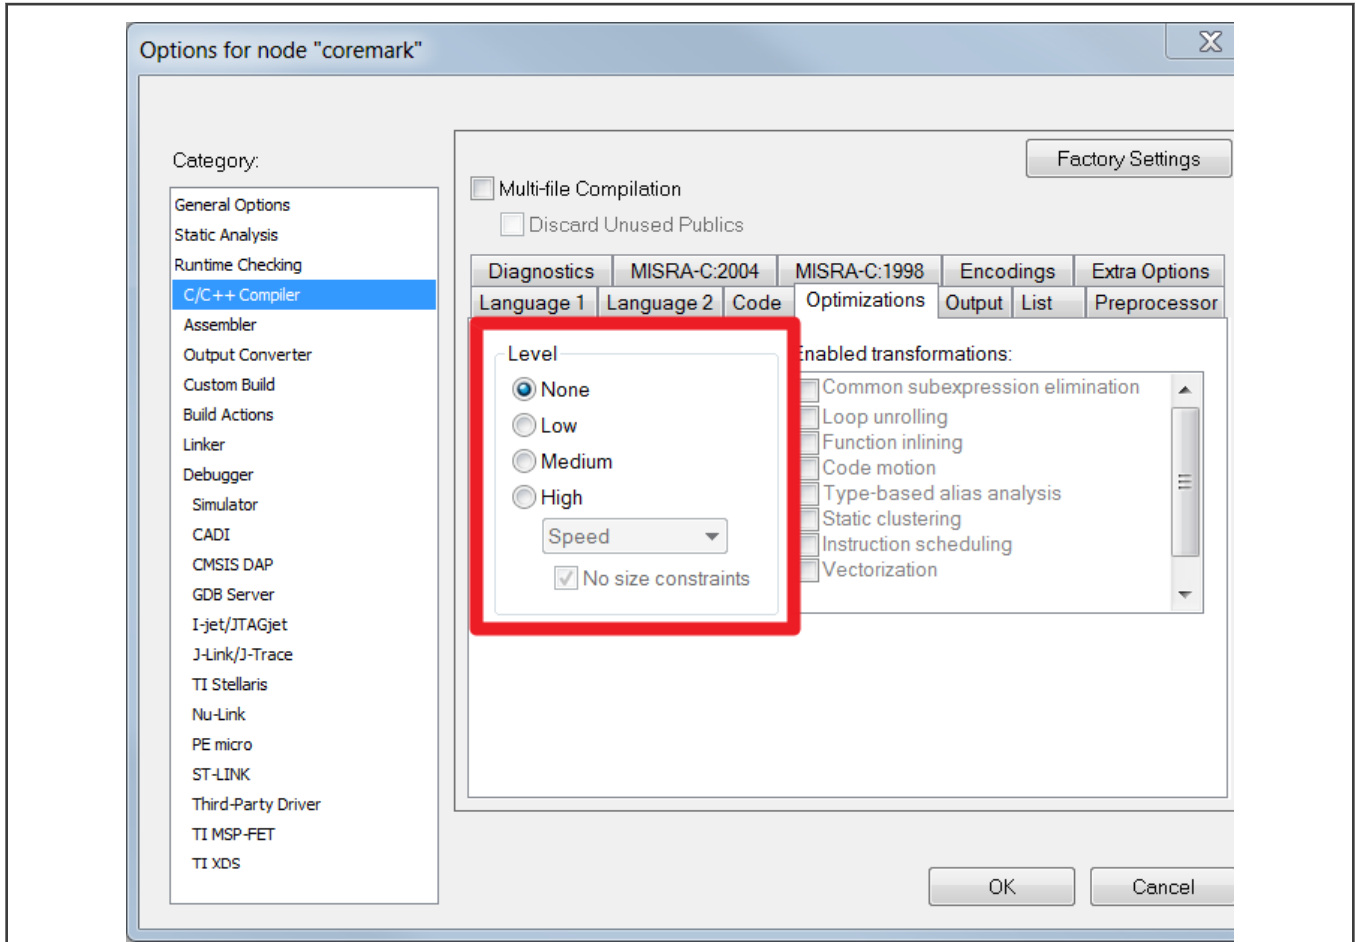 Options for node "coremark"
Category:
General Options
Static Analysis
Runtime Checking
C/C++ Compiler
Assembler
Output Converter
Custom Build
Build Actions
Linker
Debugger
Simulator
CADI
CMSIS DAP
GDB Server
I-jet/JTAGjet
J-Link/J-Trace
TI Stellaris
Nu-Link
PE micro
ST-LINK
Third-Party Driver
TI MSP-FET
TI XDS
Factory Settings
Multi-file Compilation
Discard Unused Publics
Diagnostics MISRA-C:2004 MISRA-C:1998 Encodings Extra Options
Language 1 Language 2 Code Optimizations Output List Preprocessor
Level
None
Low
Medium
High
Speed
No size constraints
Enabled transformations:
Common subexpression elimination
Loop unrolling
Function inlining
Code motion
Type-based alias analysis
Static clustering
Instruction scheduling
Vectorization
OK Cancel